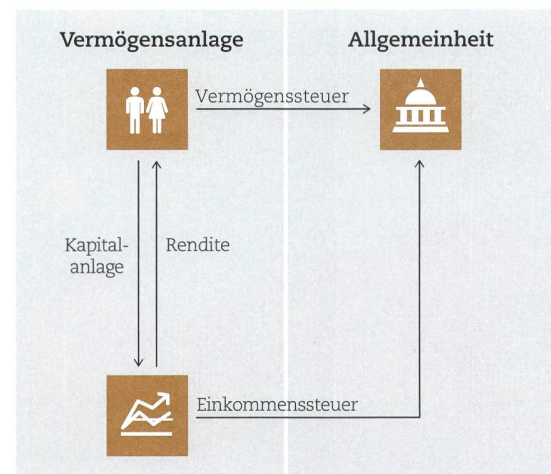 Vermögensanlage
Allgemeinheit
Vermögenssteuer
Kapital-
anlage
Rendite
Einkommenssteuer